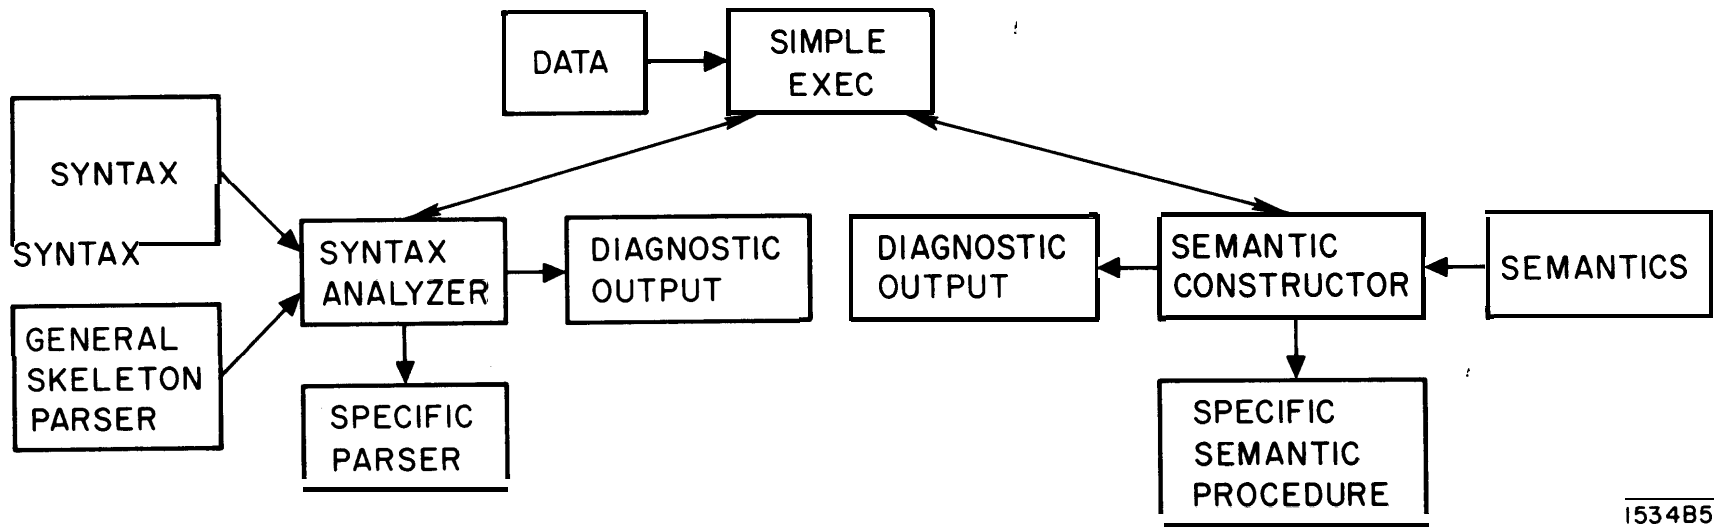 DATA
SIMPLE
EXEC
SYNTAX
SYNTAX
GENERAL
SKELETON
PARSER
SYNTAX
ANALYZER
DIAGNOSTIC
OUTPUT
SPECIFIC
PARSER
DIAGNOSTIC
OUTPUT
SEMANTIC
CONSTRUCTOR
SEMANTICS
SPECIFIC
SEMANTIC
PROCEDURE
1534B5